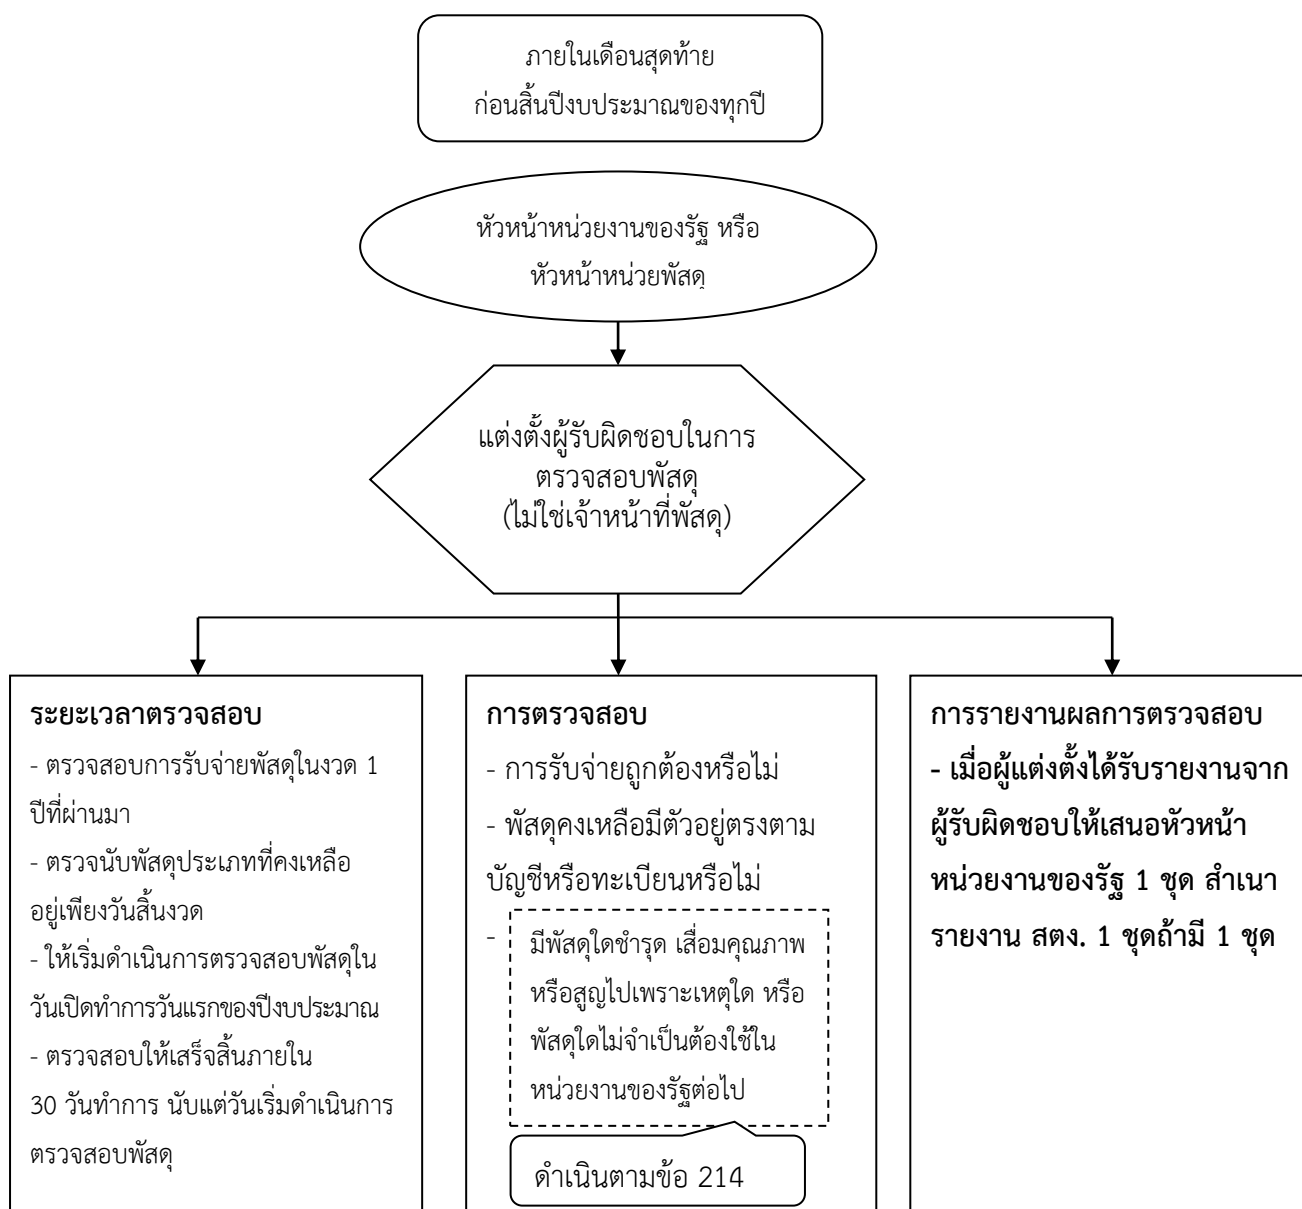 ภายในเดือนสุดท้าย
ก่อนสิ้นปีงบประมาณของทุกปี
หัวหน้าหน่วยงานของรัฐ หรือ
หัวหน้าหน่วยพัสดุ
แต่งตั้งผู้รับผิดชอบในการ
ตรวจสอบพัสดุ
(ไม่ใช่เจ้าหน้าที่พัสดุ)
ระยะเวลาตรวจสอบ
- ตรวจสอบการรับจ่ายพัสดุในงวด 1
ปีที่ผ่านมา
- ตรวจนับพัสดุประเภทที่คงเหลือ
อยู่เพียงวันสิ้นงวด
- ให้เริ่มดำเนินการตรวจสอบพัสดุใน
วันเปิดทำการวันแรกของปีงบประมาณ
- ตรวจสอบให้เสร็จสิ้นภายใน
30 วันทำการ นับแต่วันเริ่มดำเนินการ
ตรวจสอบพัสดุ
การตรวจสอบ
- การรับจ่ายถูกต้องหรือไม่
- พัสดุคงเหลือมีตัวอยู่ตรงตาม
บัญชีหรือทะเบียนหรือไม่
- มีพัสดุใดชำรุด เสื่อมคุณภาพ
หรือสูญไปเพราะเหตุใด หรือ
พัสดุใดไม่จำเป็นต้องใช้ใน
หน่วยงานของรัฐต่อไป
ดำเนินตามข้อ 214
การรายงานผลการตรวจสอบ
- เมื่อผู้แต่งตั้งได้รับรายงานจาก
ผู้รับผิดชอบให้เสนอหัวหน้า
หน่วยงานของรัฐ 1 ชุด สำเนา
รายงาน สตง. 1 ชุดถ้ามี 1 ชุด